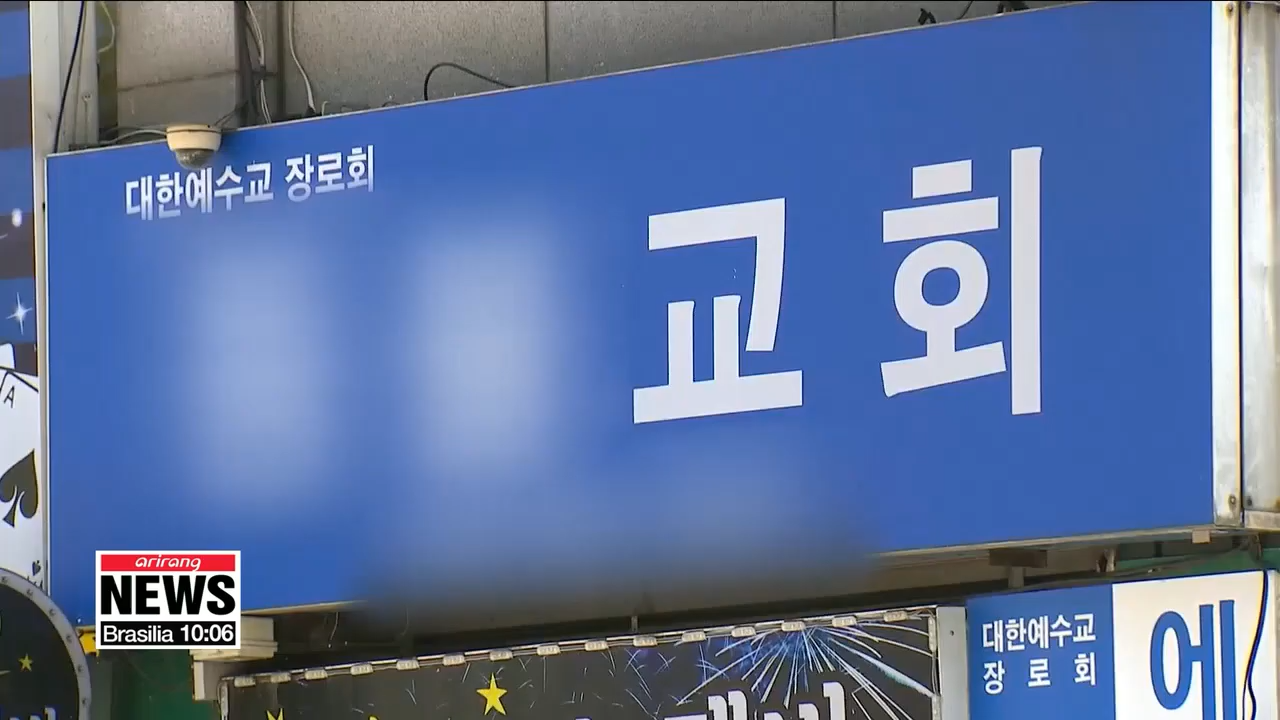 대한예수교 장로회
교회
A
arirang
NEWS
Brasilia 10:06
대한예수교
장로회
에